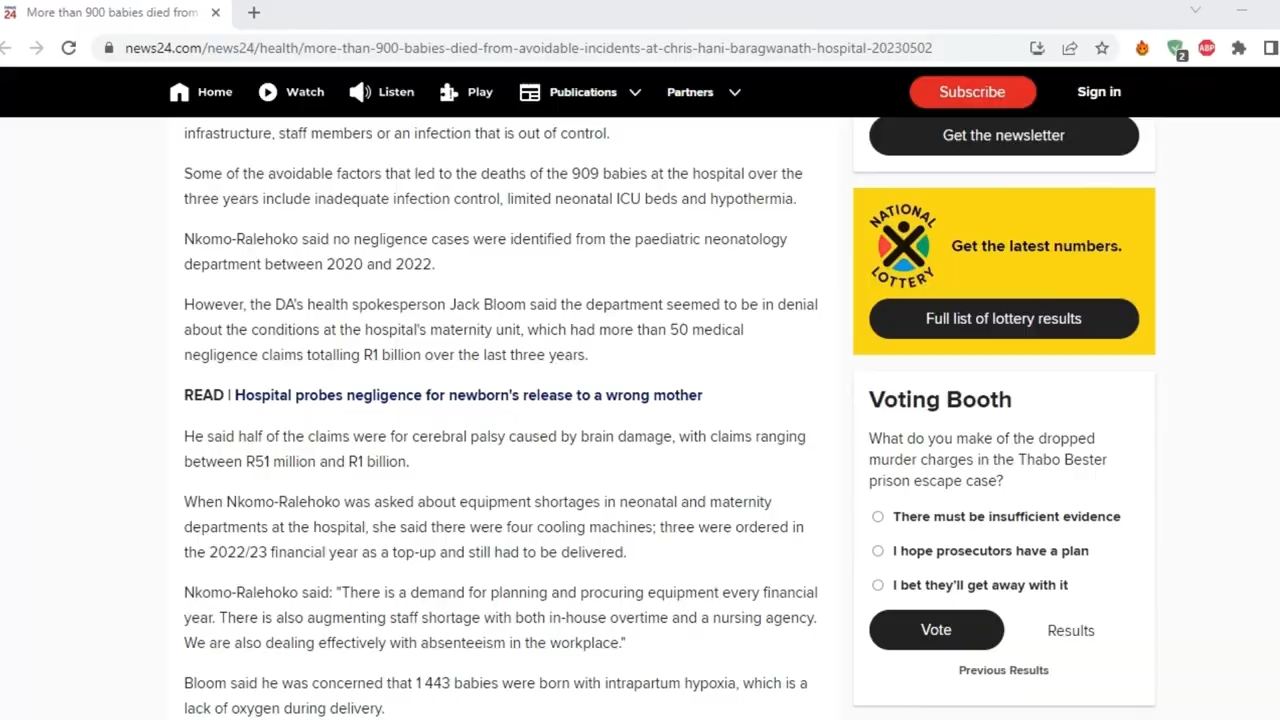 24
More than 900 babies died from
news24.com/news24/health/more-than-900-babies-died-from-avoidable-incidents-at-chris-hani-baragwanath-hospital-20230502
2
ABP
Home
Watch
Listen
Play
Publications
Partners
Subscribe
Sign in
infrastructure, staff members or an infection that is out of control.
Some of the avoidable factors that led to the deaths of the 909 babies at the hospital over the
three years include inadequate infection control, limited neonatal ICU beds and hypothermia.
Nkomo-Ralehoko said no negligence cases were identified from the paediatric neonatology
department between 2020 and 2022.
However, the DA's health spokesperson Jack Bloom said the department seemed to be in denial
about the conditions at the hospital's maternity unit, which had more than 50 medical
negligence claims totalling R1 billion over the last three years.
READ | Hospital probes negligence for newborn's release to a wrong mother
He said half of the claims were for cerebral palsy caused by brain damage, with claims ranging
between R51 million and R1 billion.
When Nkomo-Ralehoko was asked about equipment shortages in neonatal and maternity
departments at the hospital, she said there were four cooling machines; three were ordered in
the 2022/23 financial year as a top-up and still had to be delivered.
Nkomo-Ralehoko said: "There is a demand for planning and procuring equipment every financial
year. There is also augmenting staff shortage with both in-house overtime and a nursing agency.
We are also dealing effectively with absenteeism in the workplace."
Bloom said he was concerned that 1 443 babies were born with intrapartum hypoxia, which is a
lack of oxygen during delivery.
Get the newsletter
NATIONAL
LOTTERY
Get the latest numbers.
Full list of lottery results
Voting Booth
What do you make of the dropped
murder charges in the Thabo Bester
prison escape case?
There must be insufficient evidence
I hope prosecutors have a plan
I bet they'll get away with it
Vote
Results
Previous Results